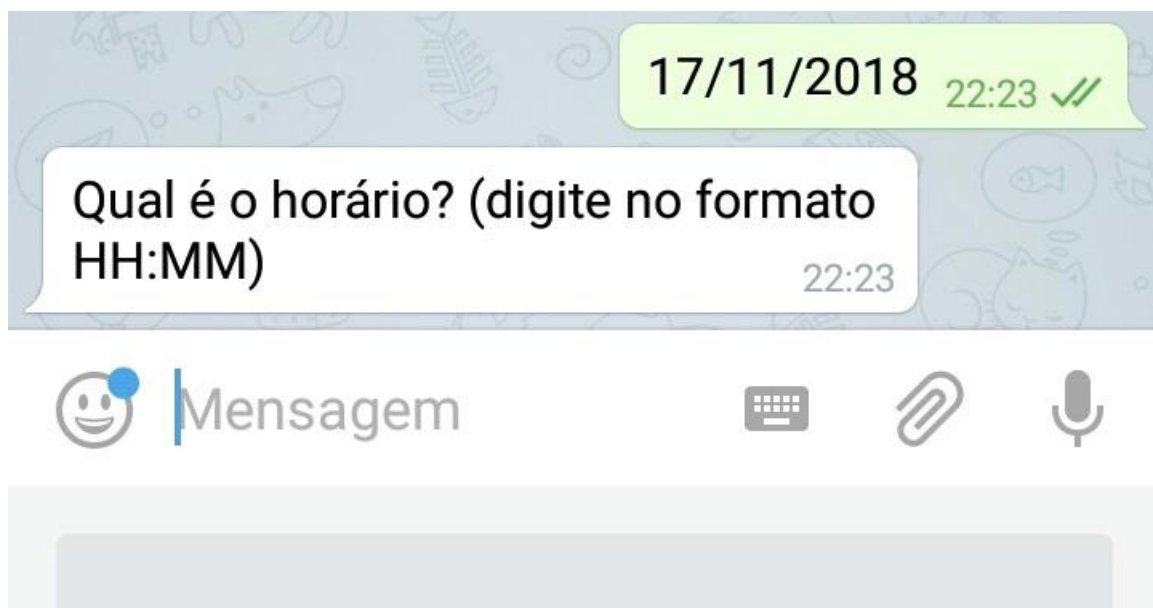 17/11/2018 22:23
Qual é o horário? (digite no formato
HH:MM) 22:23
Mensagem